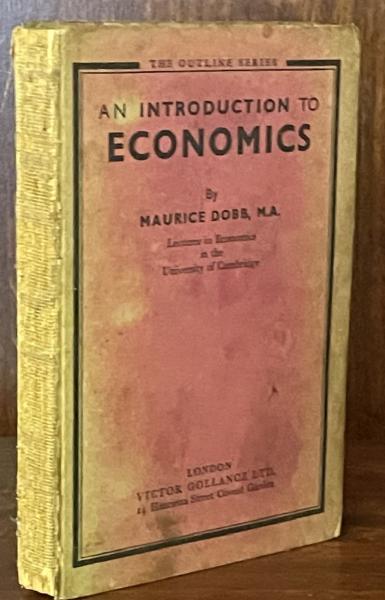 THE OUTLINE SERIES
AN INTRODUCTION TO
ECONOMICS
By
MAURICE DOBB, M.A.
Lecturer in Economics
in the
University of Cambridge
LONDON
VICTOR GOLLANCZ LTD.
14 Henrietta Street Covent Garden